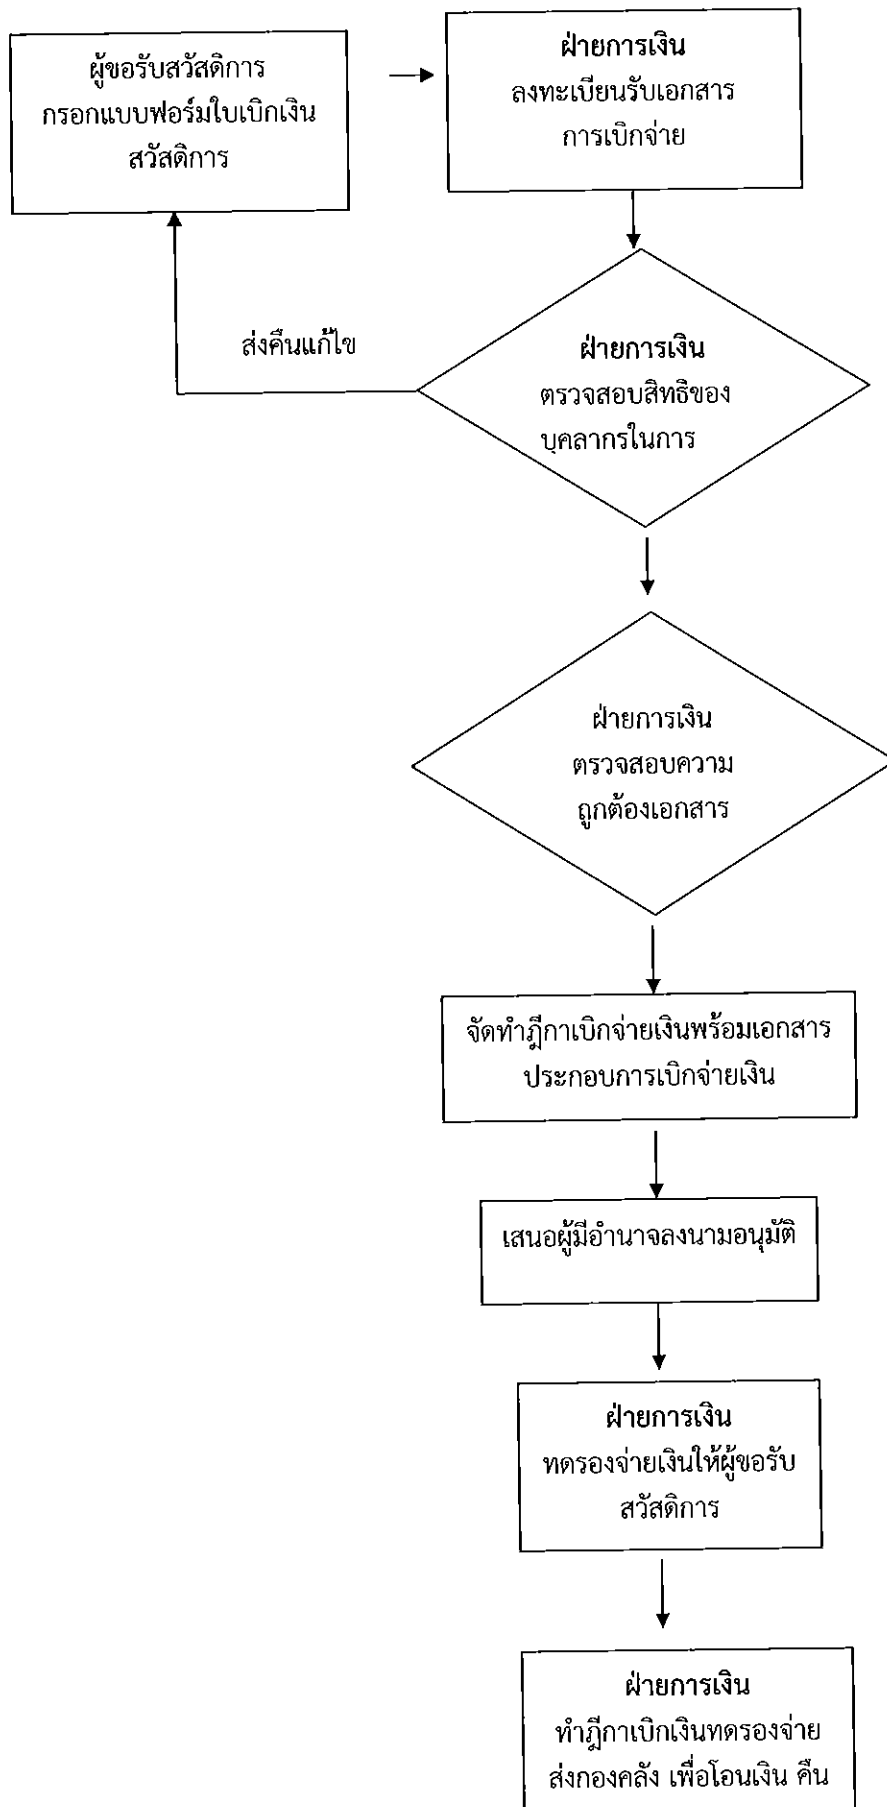 ผู้ขอรับสวัสดิการ
กรอกแบบฟอร์มใบเบิกเงิน
สวัสดิการ
ฝ่ายการเงิน
ลงทะเบียนรับเอกสาร
การเบิกจ่าย
ส่งคืนแก้ไข
ฝ่ายการเงิน
ตรวจสอบสิทธิของ
บุคลากรในการ
ฝ่ายการเงิน
ตรวจสอบความ
ถูกต้องเอกสาร
จัดทำฎีกาเบิกจ่ายเงินพร้อมเอกสาร
ประกอบการเบิกจ่ายเงิน
เสนอผู้มีอำนาจลงนามอนุมัติ
ฝ่ายการเงิน
ทดรองจ่ายเงินให้ผู้ขอรับ
สวัสดิการ
ฝ่ายการเงิน
ทำฎีกาเบิกเงินทดรองจ่าย
ส่งกองคลัง เพื่อโอนเงิน คืน